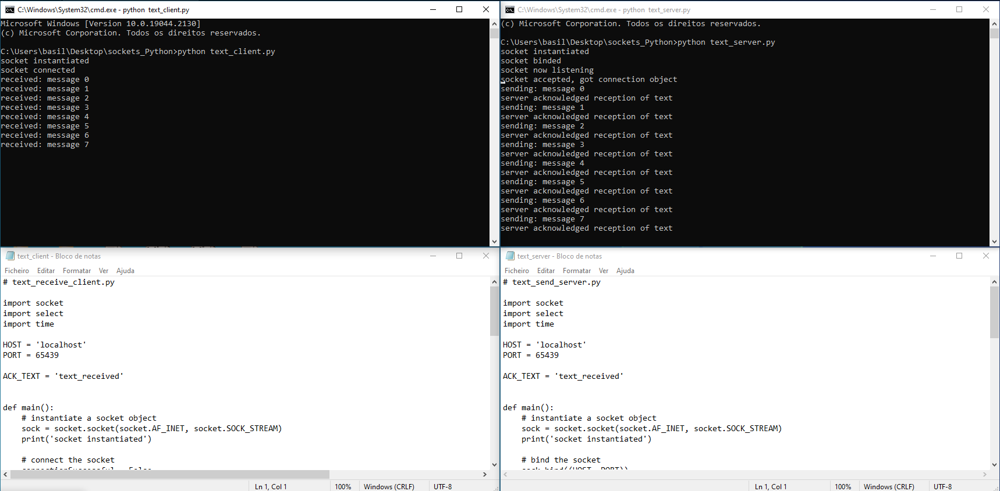 C:\Windows\System32\cmd.exe - python  text_client.py
Microsoft Windows [Version 10.0.19044.2130]
(c) Microsoft Corporation. Todos os direitos reservados.
C:\Users\basil\Desktop\sockets_Python>python text_client.py
socket instantiated
socket connected
received: message 0
received: message 1
received: message 2
received: message 3
received: message 4
received: message 5
received: message 6
received: message 7
C:\Windows\System32\cmd.exe - python  text_server.py
(c) Microsoft Corporation. Todos os direitos reservados.
C:\Users\basil\Desktop\sockets_Python>python text_server.py
socket instantiated
socket binded
socket now listening
socket accepted, got connection object
sending: message 0
server acknowledged reception of text
sending: message 1
server acknowledged reception of text
sending: message 2
server acknowledged reception of text
sending: message 3
server acknowledged reception of text
sending: message 4
server acknowledged reception of text
sending: message 5
server acknowledged reception of text
sending: message 6
server acknowledged reception of text
sending: message 7
server acknowledged reception of text
text_client - Bloco de notas
Ficheiro Editar Formatar Ver Ajuda
# text_receive_client.py
import socket
import select
import time
HOST = 'localhost'
PORT = 65439
ACK_TEXT = 'text_received'
def main():
    # instantiate a socket object
    sock = socket.socket(socket.AF_INET, socket.SOCK_STREAM)
    print('socket instantiated')
    # connect the socket
    connectionSuccessful = False
Ln 1, Col 1 100% Windows (CRLF) UTF-8
text_server - Bloco de notas
Ficheiro Editar Formatar Ver Ajuda
# text_send_server.py
import socket
import select
import time
HOST = 'localhost'
PORT = 65439
ACK_TEXT = 'text_received'
def main():
    # instantiate a socket object
    sock = socket.socket(socket.AF_INET, socket.SOCK_STREAM)
    print('socket instantiated')
    # bind the socket
    sock.bind((HOST, PORT))
Ln 1, Col 1 100% Windows (CRLF) UTF-8